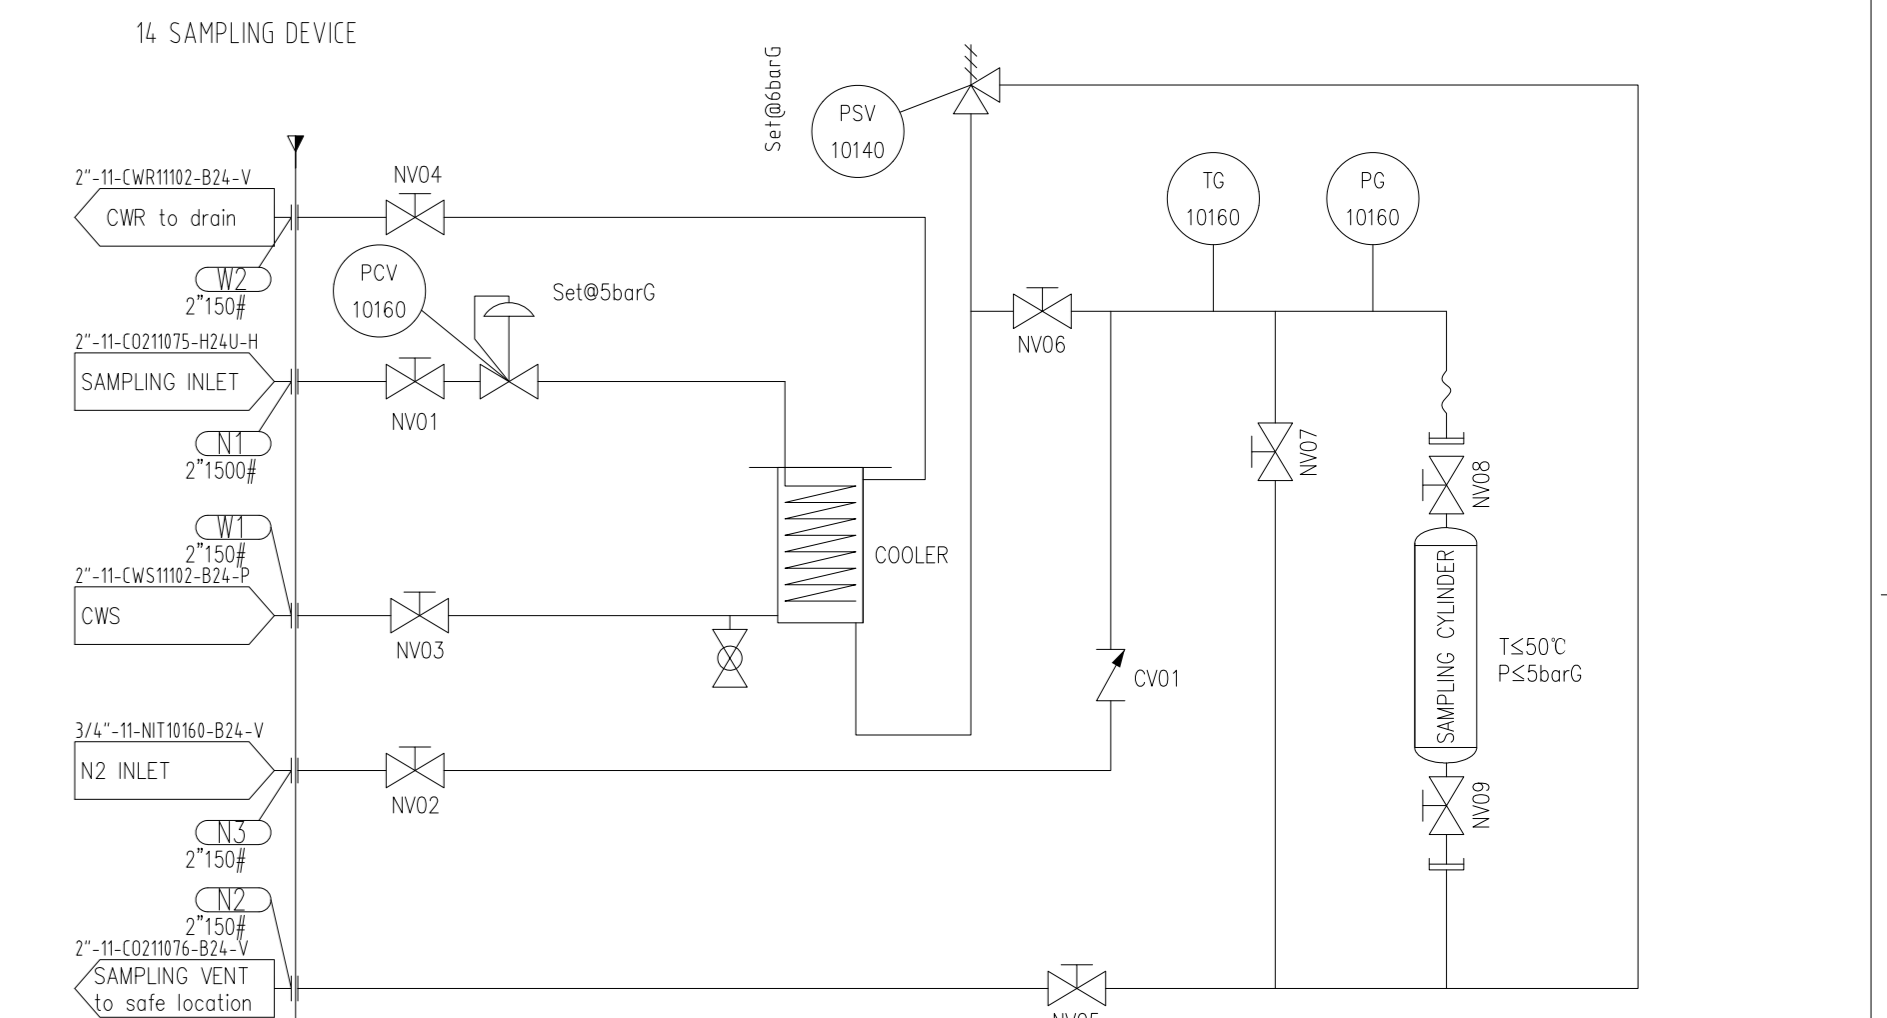 14 SAMPLING DEVICE
Set@6barG
PSV
10140
2"-11-CWR11102-B24-V
NV04
CWR to drain
TG
10160
PG
10160
W2
2"150#
PCV
10160
Set@5barG
2"-11-CO211075-H24U-H
NV06
SAMPLING INLET
NV01
N1
2"1500#
NV07
NV08
W1
2"150#
COOLER
2"-11-CWS11102-B24-P
CWS
NV03
SAMPLING CYLINDER
T≤50℃
P≤5barG
CV01
3/4"-11-NIT10160-B24-V
N2 INLET
NV02
NV09
N3
2"150#
N2
2"150#
2"-11-CO211076-B24-V
SAMPLING VENT
to safe location
NV05